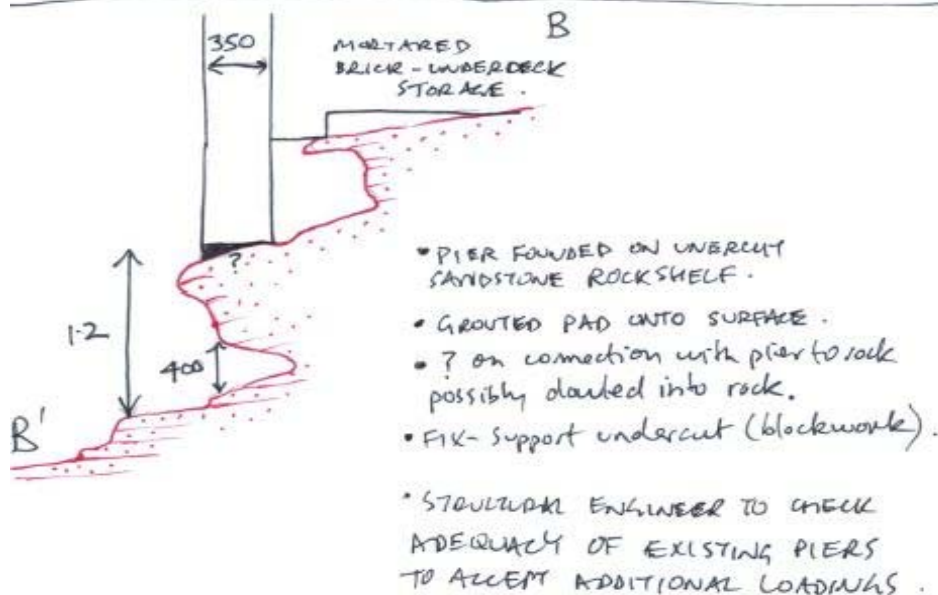 B
350
MORTARED
BRICK-UNDERDECK
STORAGE.
?
1.2
400
B'
• PIER FOUNDED ON UNERCUT
SANDSTONE ROCKSHELF.
• GROUTED PAD ONTO SURFACE.
• ? on connection with pier to rock
possibly doweled into rock.
• FIX- Support undercut (blockwork).
• STRUCTURAL ENGINEER TO CHECK
ADEQUACY OF EXISTING PIERS
TO ACCEPT ADDITIONAL LOADINGS.